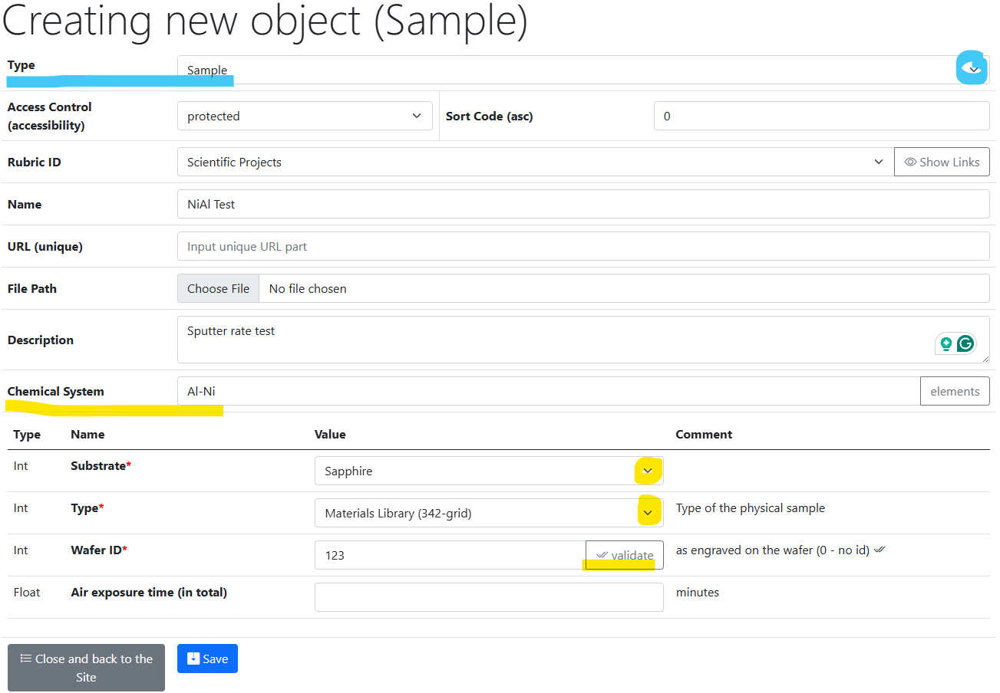 Creating new object (Sample)
Type
Sample
Access Control
(accessibility)
protected
Sort Code (asc)
0
Rubric ID
Scientific Projects
Show Links
Name
NiAl Test
URL (unique)
Input unique URL part
File Path
Choose File
No file chosen
Description
Sputter rate test
Chemical System
Al-Ni
elements
Type Name Value Comment
Int Substrate* Sapphire
Int Type* Materials Library (342-grid) Type of the physical sample
Int Wafer ID* 123 validate as engraved on the wafer (0 - no id)
Float Air exposure time (in total) minutes
Close and back to the
Site
Save